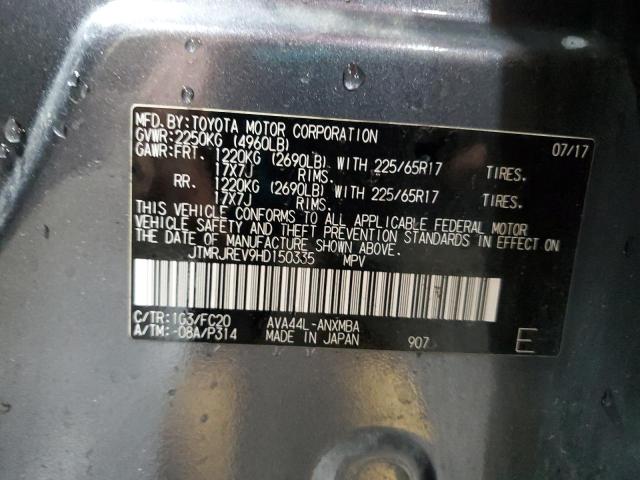 MFD. BY: TOYOTA MOTOR CORPORATION 07/17
GVWR: 2250KG (4960LB)
GAWR: FRT. 1220KG (2690LB) WITH 225/65R17 TIRES.
17X7J RIMS.
RR. 1220KG (2690LB) WITH 225/65R17 TIRES.
17X7J RIMS.
THIS VEHICLE CONFORMS TO ALL APPLICABLE FEDERAL MOTOR
VEHICLE SAFETY AND THEFT PREVENTION STANDARDS IN EFFECT ON
THE DATE OF MANUFACTURE SHOWN ABOVE.
JTMRJREV9HD150335 MPV
C/TR: 1G3/FC20 AVA44L-ANXMBA
A/TM: -08A/P314 MADE IN JAPAN 907 E